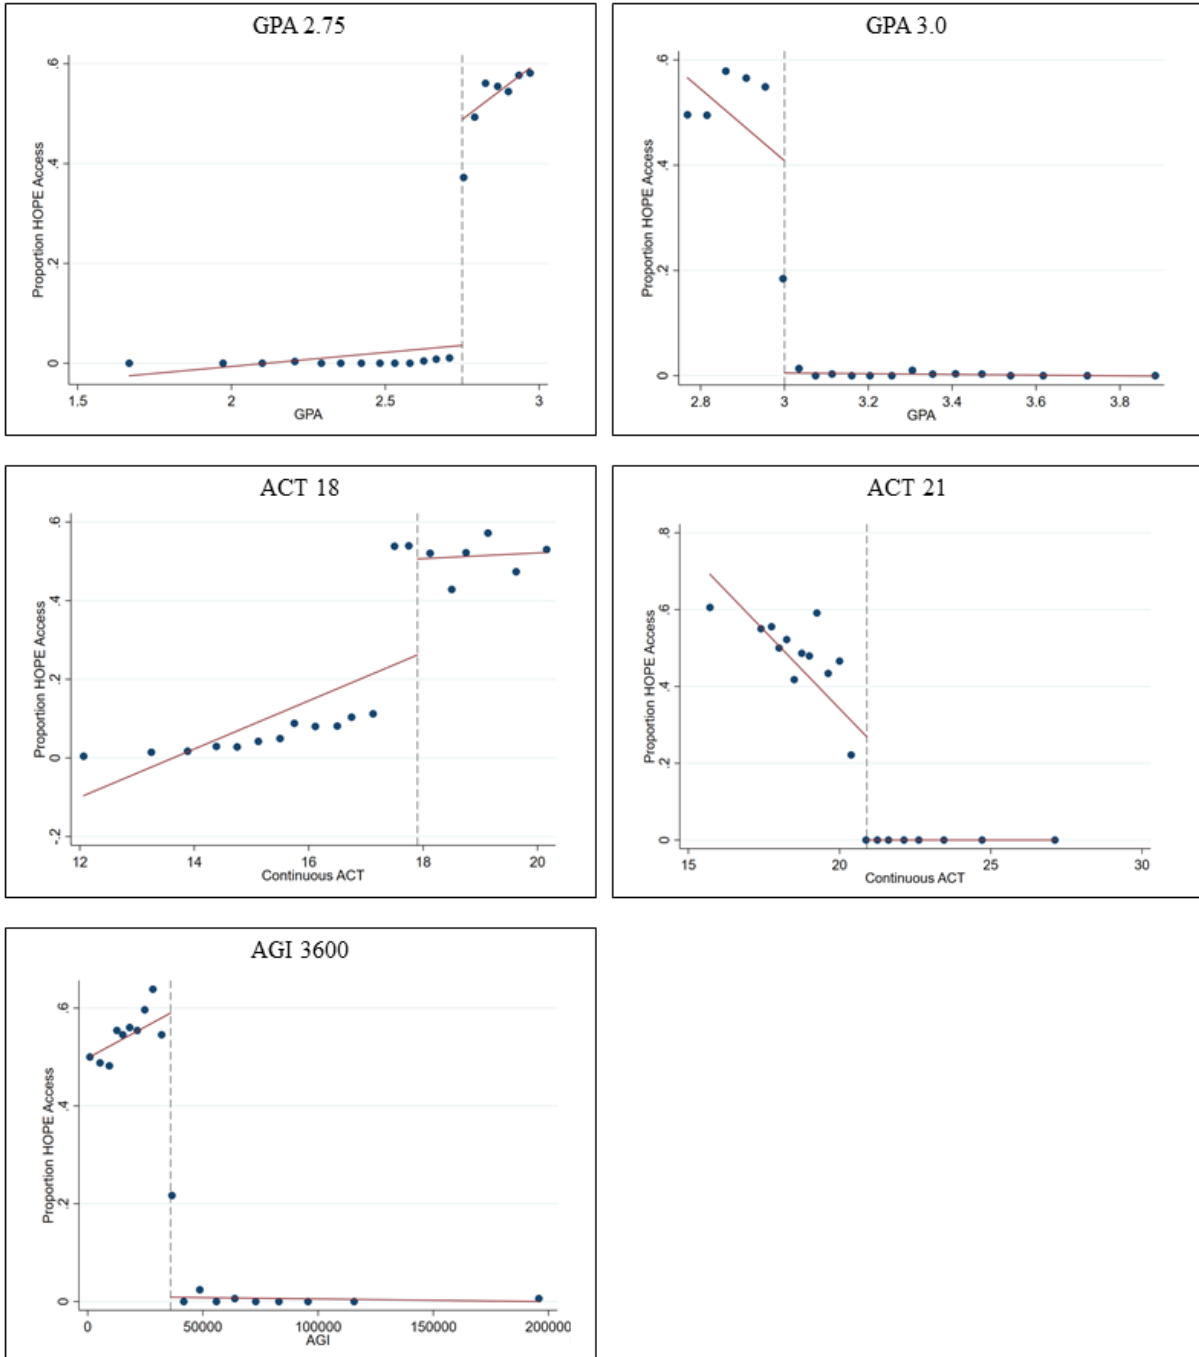 GPA 2.75
Proportion HOPE Access
.6
.4
.2
0
1.5 2 2.5 3
GPA
GPA 3.0
Proportion HOPE Access
.6
.4
.2
0
2.8 3 3.2 3.4 3.6 3.8
GPA
ACT 18
Proportion HOPE Access
.6
.4
.2
0
-.2
12 14 16 18 20
Continuous ACT
ACT 21
Proportion HOPE Access
.8
.6
.4
.2
0
15 20 25 30
Continuous ACT
AGI 3600
Proportion HOPE Access
.6
.4
.2
0
0 50000 100000 150000 200000
AGI